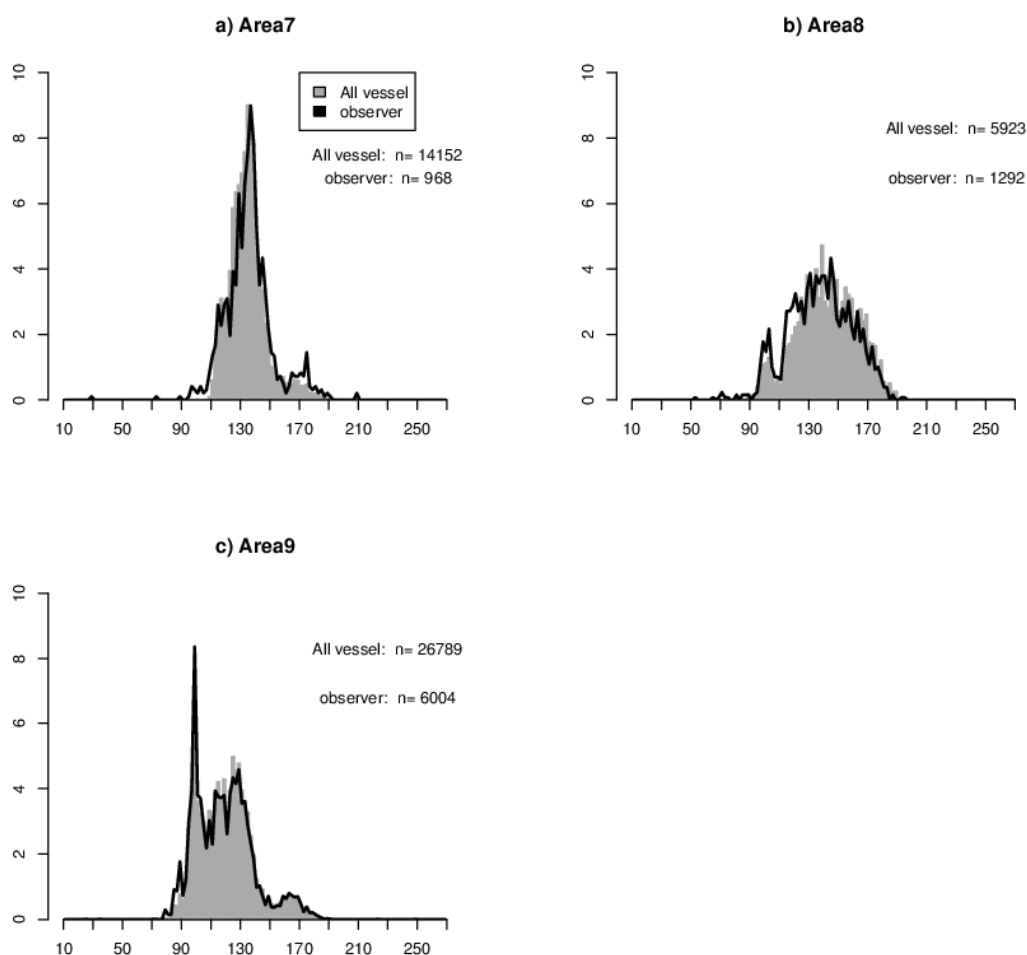 a) Area7
10
8
6
4
2
0
All vessel
observer
All vessel: n= 14152
observer: n= 968
10 50 90 130 170 210 250
b) Area8
10
8
6
4
2
0
All vessel: n= 5923
observer: n= 1292
10 50 90 130 170 210 250
c) Area9
10
8
6
4
2
0
All vessel: n= 26789
observer: n= 6004
10 50 90 130 170 210 250